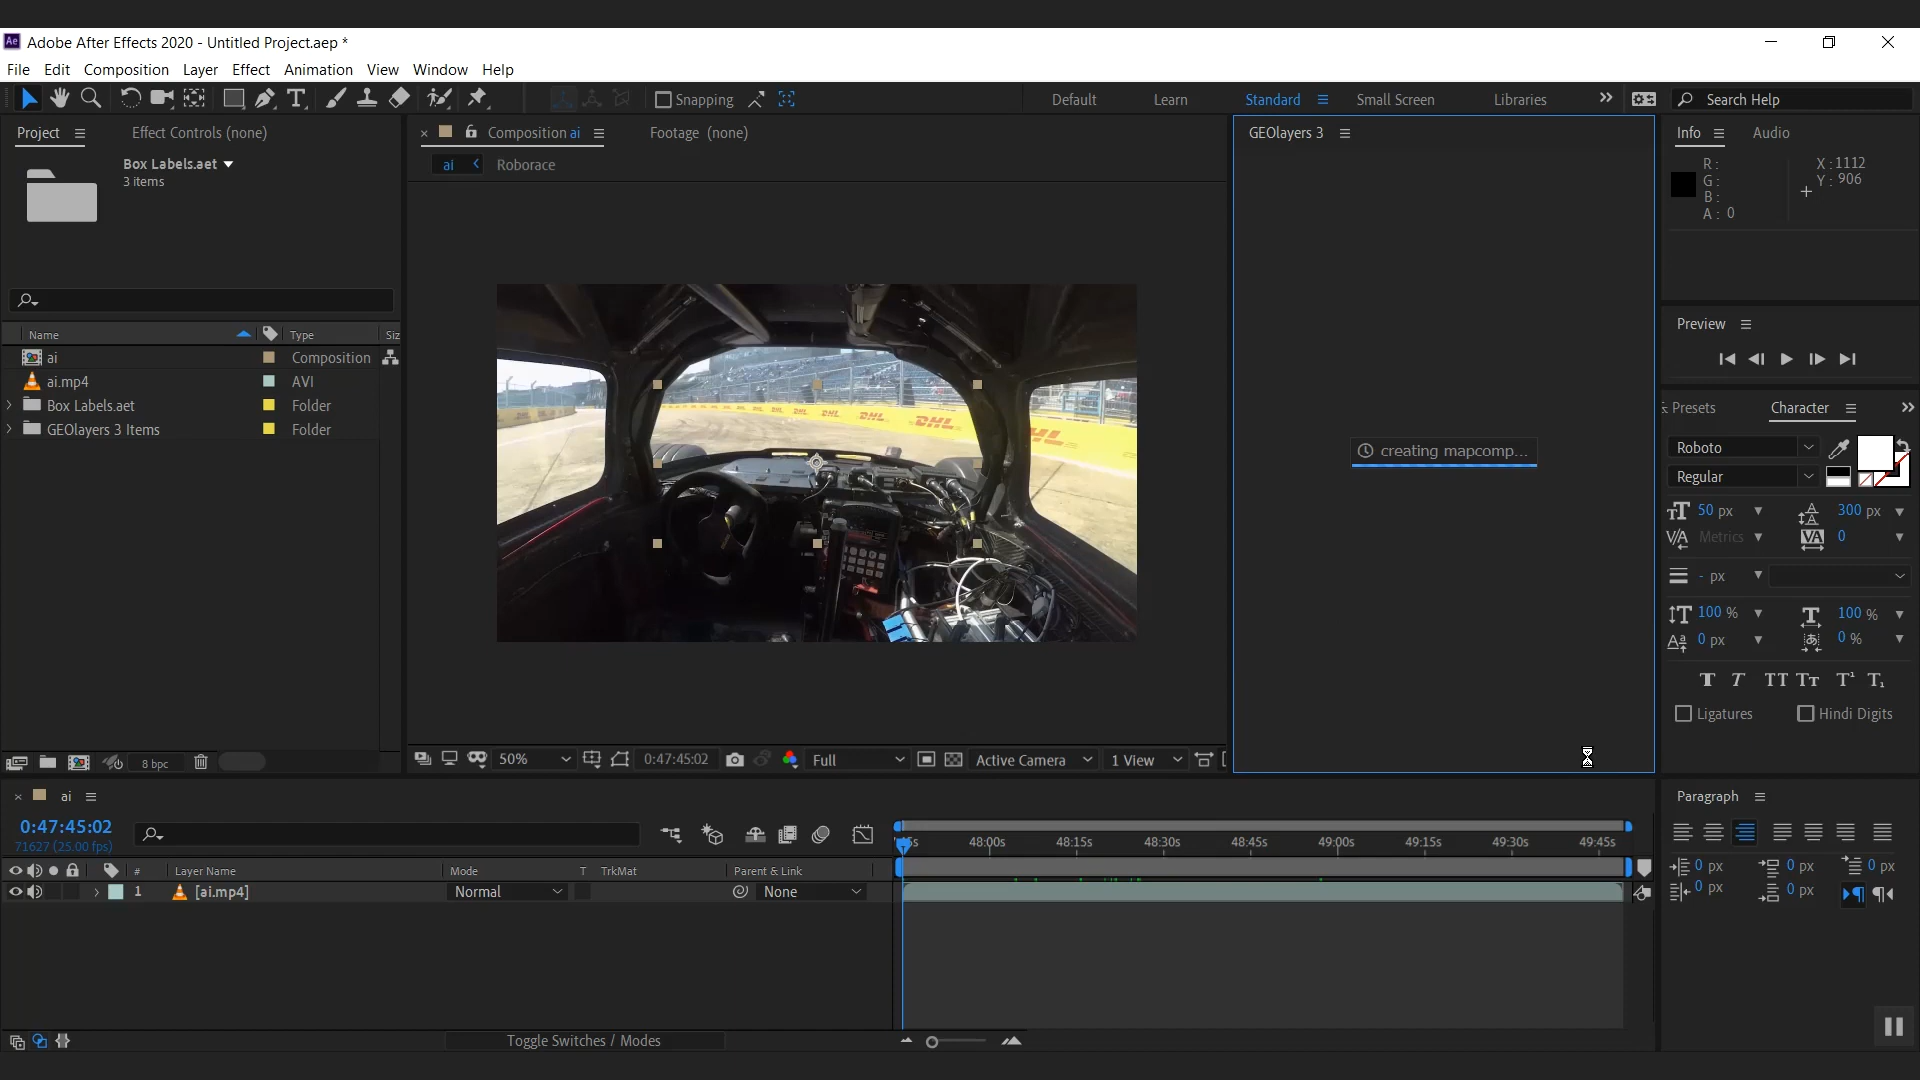 Adobe After Effects 2020 - Untitled Project.aep *
File Edit Composition Layer Effect Animation View Window Help
Snapping
Default Learn Standard Small Screen Libraries
Search Help
Project Effect Controls (none)
Box Labels.aet
3 items
Name Type Siz
ai Composition
ai.mp4 AVI
Box Labels.aet Folder
GEOlayers 3 Items Folder
8 bpc
Composition ai Footage (none)
ai Roborace
DHL
50% 0:47:45:02 Full Active Camera 1 View
GEOlayers 3
creating mapcomp...
Info Audio
R:
G:
B:
A: 0
X: 1112
Y: 906
Preview
Presets Character
Roboto
Regular
50 px 300 px
Metrics 0
- px
100 % 100 %
0 px 0 %
Ligatures Hindi Digits
Paragraph
0 px 0 px 0 px
0 px 0 px
ai
0:47:45:02
71627 (25.00 fps)
48:00s 48:15s 48:30s 48:45s 49:00s 49:15s 49:30s 49:45s
# Layer Name Mode T TrkMat Parent & Link
1 [ai.mp4] Normal None
Toggle Switches / Modes